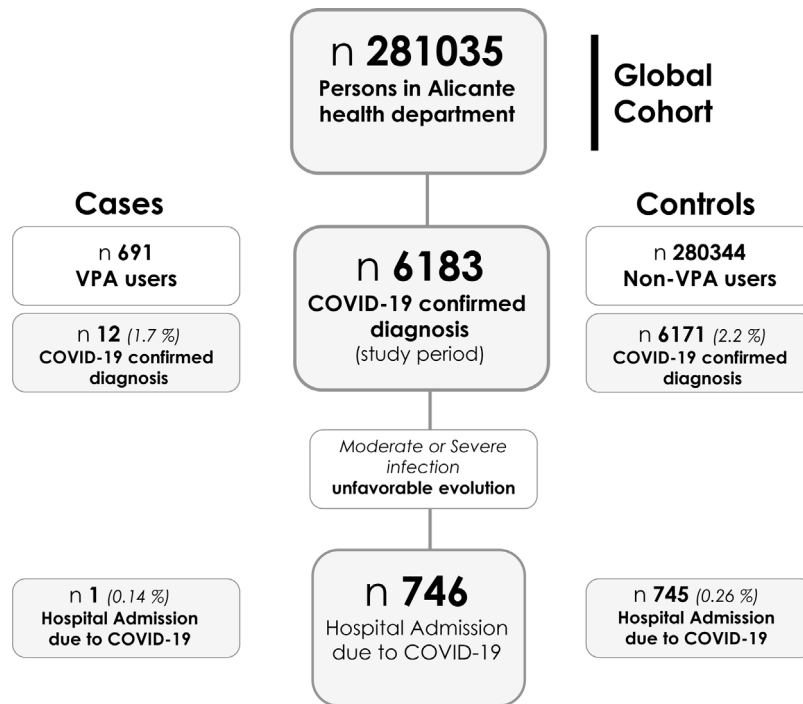 n 281035
Persons in Alicante
health department
Global
Cohort
Cases
Controls
n 691
VPA users
n 6183
COVID-19 confirmed
diagnosis
(study period)
n 280344
Non-VPA users
n 12 (1.7 %)
COVID-19 confirmed
diagnosis
n 6171 (2.2 %)
COVID-19 confirmed
diagnosis
Moderate or Severe
infection
unfavorable evolution
n 1 (0.14 %)
Hospital Admission
due to COVID-19
n 746
Hospital Admission
due to COVID-19
n 745 (0.26 %)
Hospital Admission
due to COVID-19